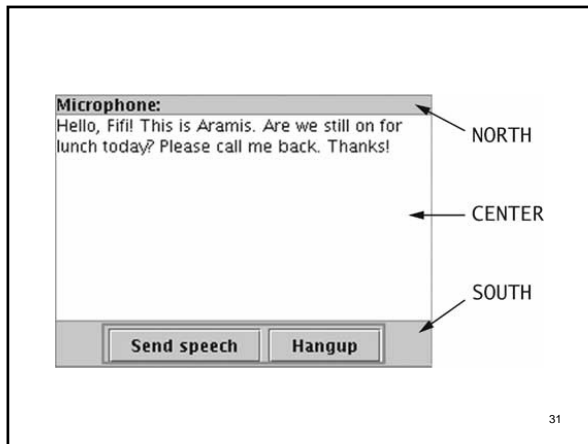 Microphone:
Hello, Fifi! This is Aramis. Are we still on for
lunch today? Please call me back. Thanks!
NORTH
CENTER
SOUTH
Send speech
Hangup
31